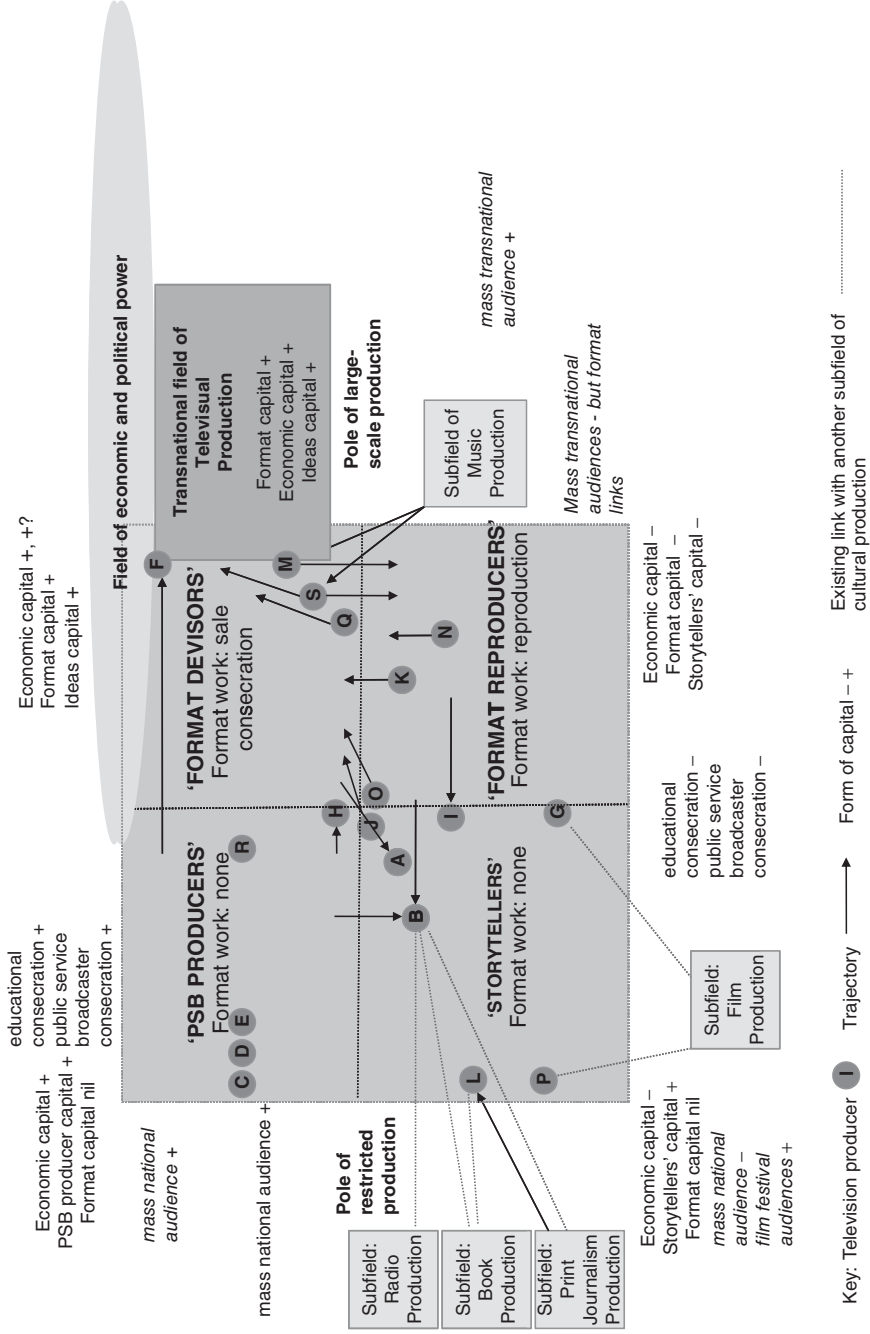 Economic capital +
PSB producer capital +
Format capital nil
educational
consecration +
public service
broadcaster
consecration +
Economic capital +, +?
Format capital +
Ideas capital +
Field of economic and political power
mass national
audience +
mass national audience +
'PSB PRODUCERS'
Format work: none
C
D
E
R
'FORMAT DEVISORS'
Format work: sale
consecration
F
M
S
Q
H
Transnational field of
Televisual
Production
Format capital +
Economic capital +
Ideas capital +
Pole of
restricted
production
Pole of large-
scale production
J
O
A
B
K
N
I
L
P
G
'STORYTELLERS'
Format work: none
'FORMAT REPRODUCERS'
Format work: reproduction
Subfield of
Music
Production
mass transnational
audience +
Mass transnational
audiences - but format
links
Subfield:
Radio
Production
Subfield:
Book
Production
Subfield:
Print
Journalism
Production
Subfield:
Film
Production
Economic capital –
Storytellers' capital +
Format capital nil
mass national
audience –
film festival
audiences +
educational
consecration –
public service
broadcaster
consecration –
Economic capital –
Format capital –
Storytellers' capital –
Key: Television producer I Trajectory Form of capital – + Existing link with another subfield of
cultural production